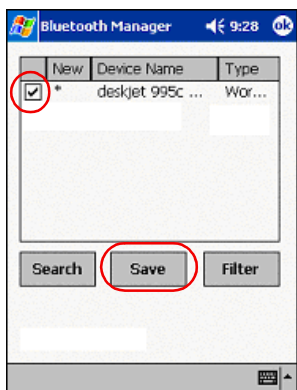 Bluetooth Manager 9:28 ok
New Device Name Type
* deskjet 995c ... Wor...
Search Save Filter